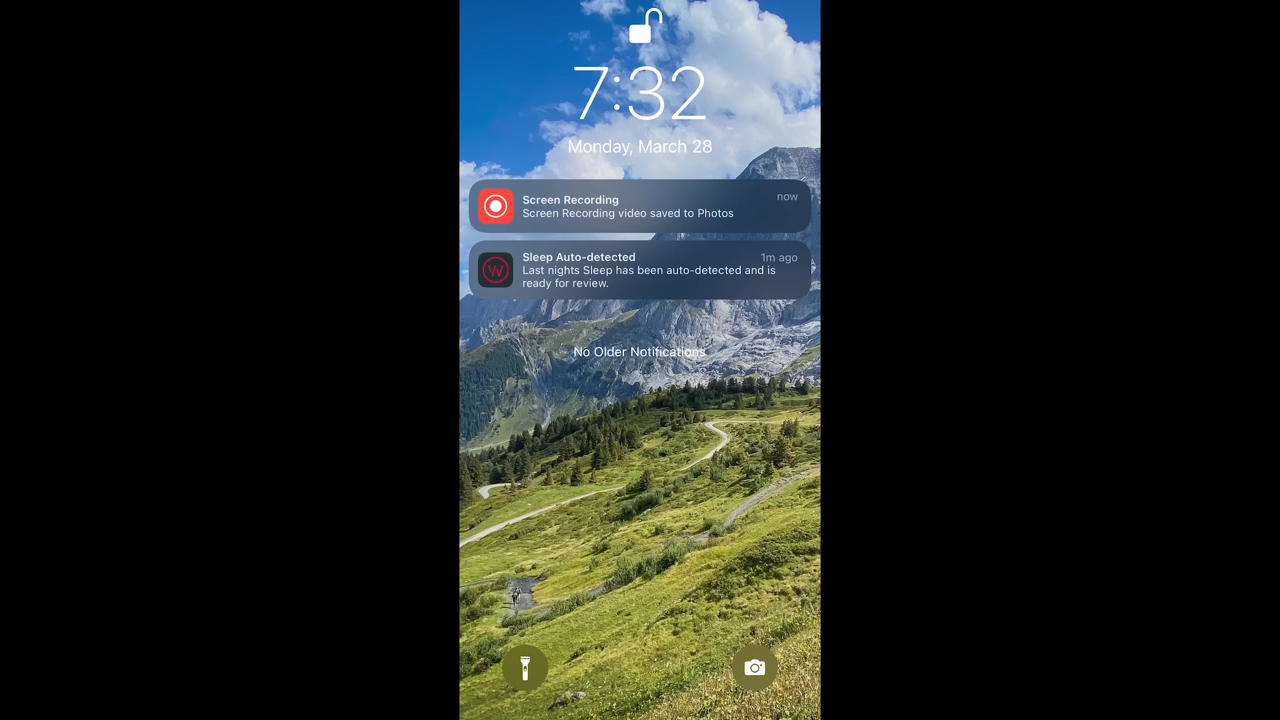 7:32
Monday, March 28
Screen Recording
now
Screen Recording video saved to Photos
Sleep Auto-detected
1m ago
Last nights Sleep has been auto-detected and is
ready for review.
No Older Notifications